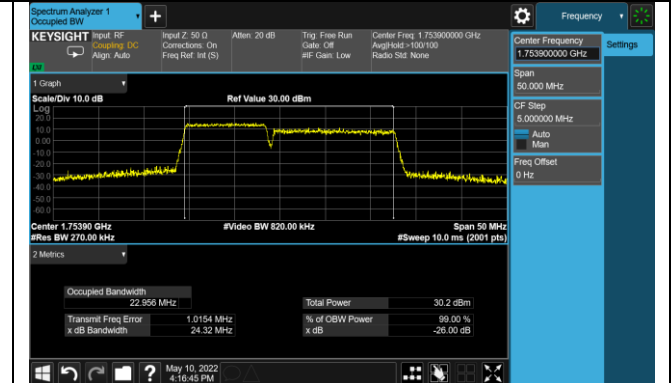 Spectrum Analyzer 1
Occupied BW
+
Frequency
KEYSIGHT
Input: RF
Coupling: DC
Align: Auto
Input Z: 50 Ω
Corrections: On
Freq Ref: Int (S)
Atten: 20 dB
Trig: Free Run
Gate: Off
#IF Gain: Low
Center Freq: 1.753900000 GHz
Avg|Hold:>100/100
Radio Std: None
Center Frequency
1.753900000 GHz
Settings
Span
50.000 MHz
CF Step
5.000000 MHz
Auto
Man
Freq Offset
0 Hz
1 Graph
Scale/Div 10.0 dB
Ref Value 30.00 dBm
Log
20.0
10.0
0.00
-10.0
-20.0
-30.0
-40.0
-50.0
-60.0
Center 1.75390 GHz
#Video BW 820.00 kHz
Span 50 MHz
#Res BW 270.00 kHz
#Sweep 10.0 ms (2001 pts)
2 Metrics
Occupied Bandwidth
22.956 MHz
Total Power
30.2 dBm
Transmit Freq Error
1.0154 MHz
% of OBW Power
99.00 %
x dB Bandwidth
24.32 MHz
x dB
-26.00 dB
?
May 10, 2022
4:16:45 PM